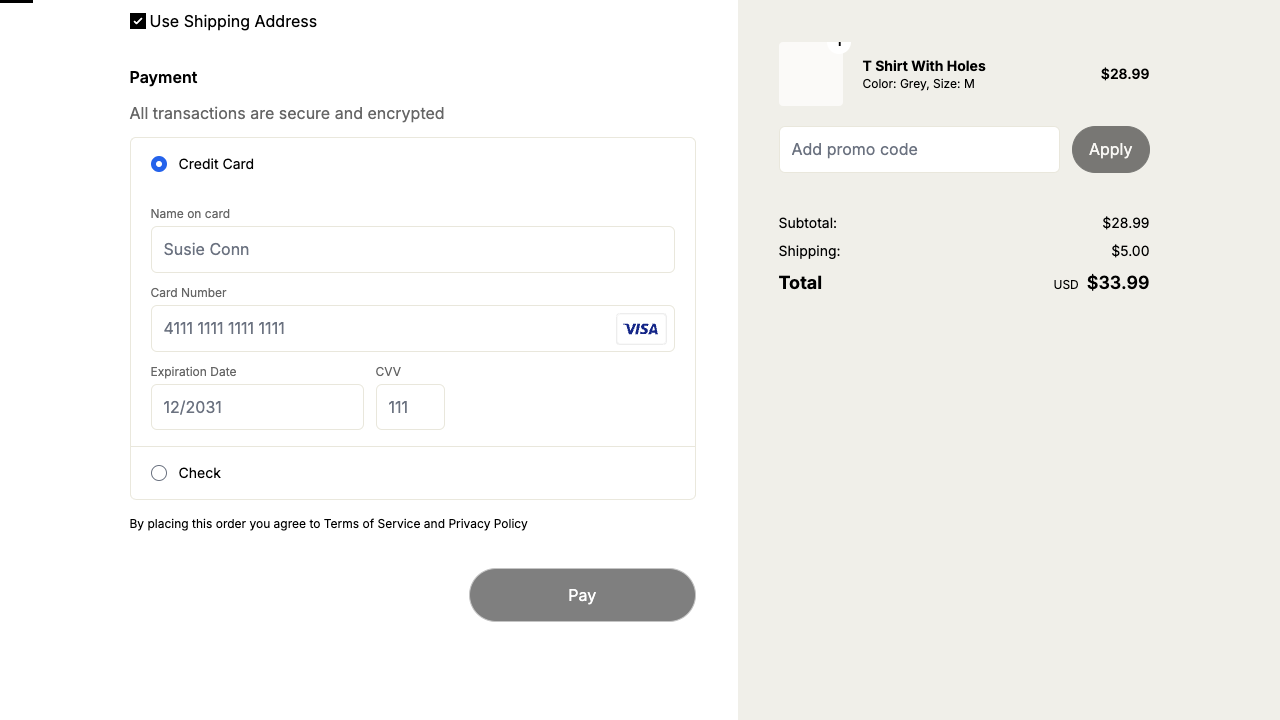 Use Shipping Address
Payment
All transactions are secure and encrypted
Credit Card
Name on card
Susie Conn
Card Number
4111 1111 1111 1111
VISA
Expiration Date
CVV
12/2031
111
Check
By placing this order you agree to Terms of Service and Privacy Policy
Pay
T Shirt With Holes
Color: Grey, Size: M
$28.99
Add promo code
Apply
Subtotal: $28.99
Shipping: $5.00
Total USD $33.99